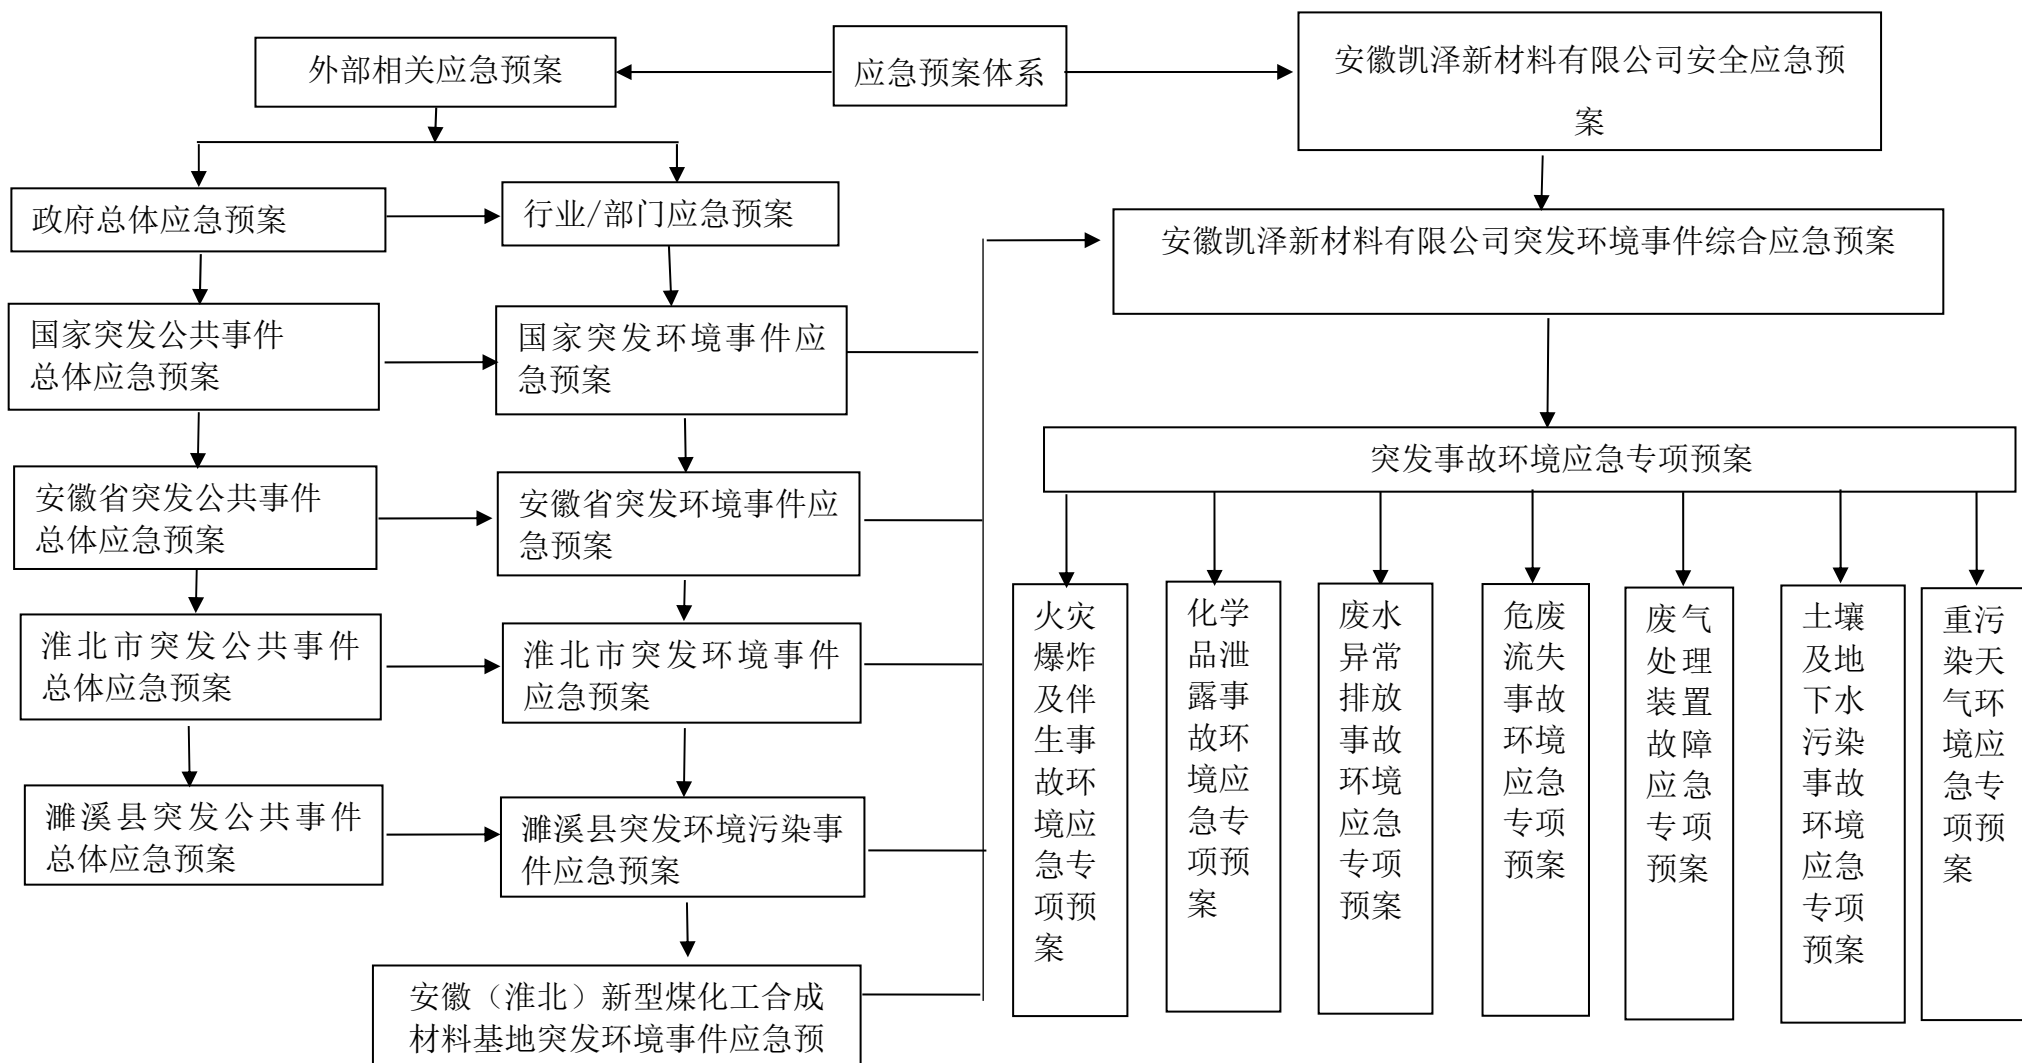 外部相关应急预案
应急预案体系
安徽凯泽新材料有限公司安全应急预
案
政府总体应急预案
行业/部门应急预案
安徽凯泽新材料有限公司突发环境事件综合应急预案
国家突发公共事件
总体应急预案
国家突发环境事件应
急预案
突发事故环境应急专项预案
安徽省突发公共事件
总体应急预案
安徽省突发环境事件应
急预案
淮北市突发公共事件
总体应急预案
淮北市突发环境事件
应急预案
濉溪县突发公共事件
总体应急预案
濉溪县突发环境污染事
件应急预案
安徽（淮北）新型煤化工合成
材料基地突发环境事件应急预
火灾
爆炸
及伴
生事
故环
境应
急专
项预
案
化学
品泄
露事
故环
境应
急专
项预
案
废水
异常
排放
事故
环境
应急
专项
预案
危废
流失
事故
环境
应急
专项
预案
废气
处理
装置
故障
应急
专项
预案
土壤
及地
下水
污染
事故
环境
应急
专项
预案
重污
染天
气环
境应
急专
项预
案